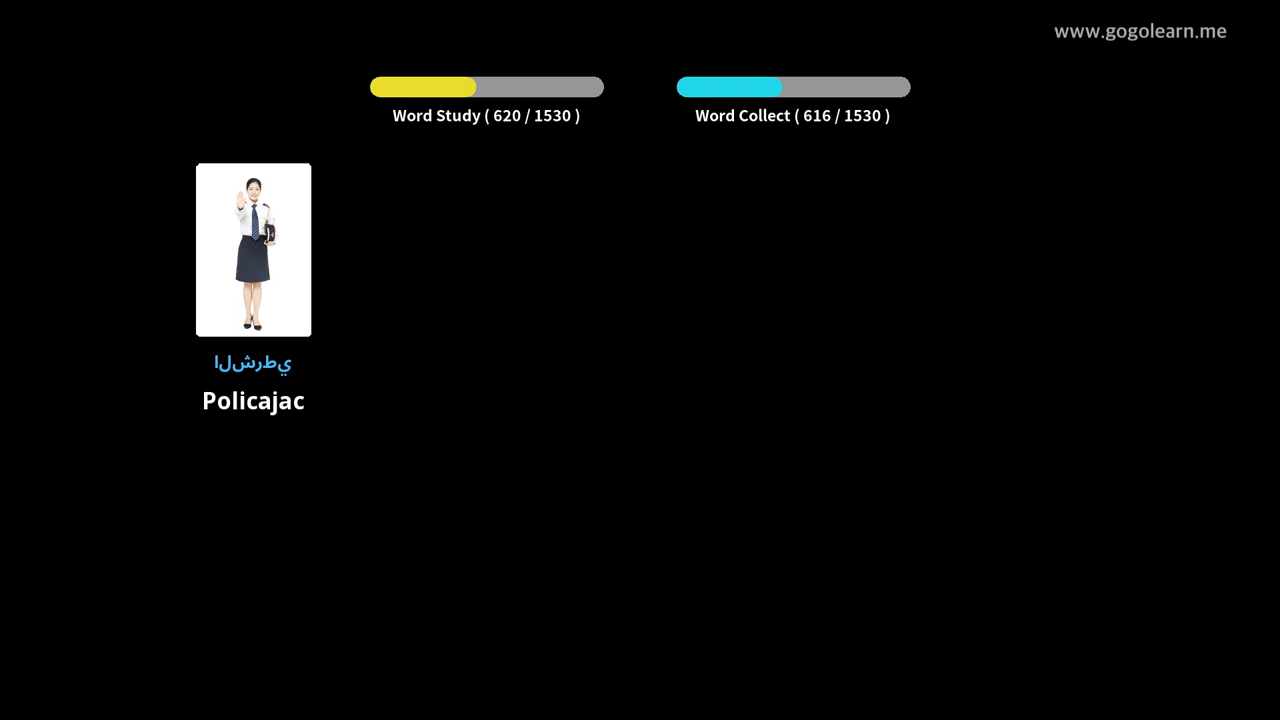 www.gogolearn.me
Word Study ( 620 / 1530 )
Word Collect ( 616 / 1530 )
الشرطي
Policajac